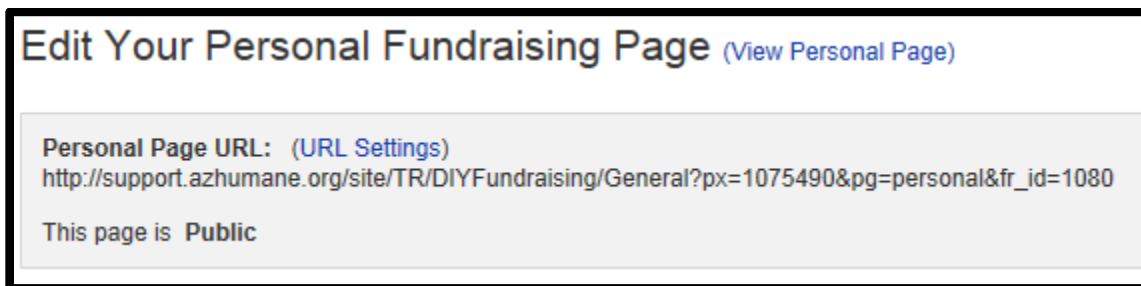 Edit Your Personal Fundraising Page (View Personal Page)
Personal Page URL: (URL Settings)
http://support.azhumane.org/site/TR/DIYFundraising/General?px=1075490&pg=personal&fr_id=1080
This page is Public